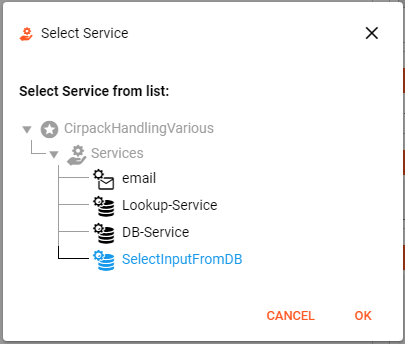 Select Service
Select Service from list:
CirpackHandlingVarious
Services
email
Lookup-Service
DB-Service
SelectInputFromDB
CANCEL OK